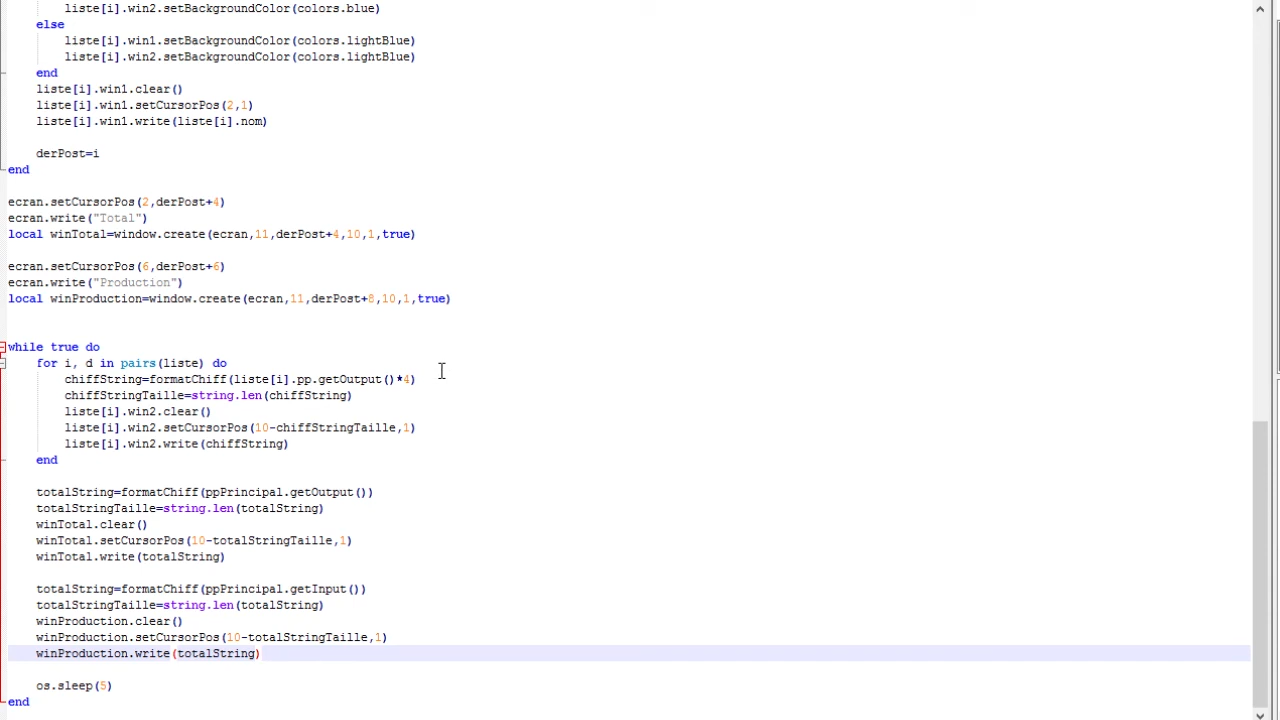 liste[i].win2.setBackgroundColor(colors.blue)
else
liste[i].win1.setBackgroundColor(colors.lightBlue)
liste[i].win2.setBackgroundColor(colors.lightBlue)
end
liste[i].win1.clear()
liste[i].win1.setCursorPos(2,1)
liste[i].win1.write(liste[i].nom)
derPost=i
end
ecran.setCursorPos(2,derPost+4)
ecran.write("Total")
local winTotal=window.create(ecran,11,derPost+4,10,1,true)
ecran.setCursorPos(6,derPost+6)
ecran.write("Production")
local winProduction=window.create(ecran,11,derPost+8,10,1,true)
while true do
for i, d in pairs(liste) do
chiffString=formatChiff(liste[i].pp.getOutput()*4)
chiffStringTaille=string.len(chiffString)
liste[i].win2.clear()
liste[i].win2.setCursorPos(10-chiffStringTaille,1)
liste[i].win2.write(chiffString)
end
totalString=formatChiff(ppPrincipal.getOutput())
totalStringTaille=string.len(totalString)
winTotal.clear()
winTotal.setCursorPos(10-totalStringTaille,1)
winTotal.write(totalString)
totalString=formatChiff(ppPrincipal.getInput())
totalStringTaille=string.len(totalString)
winProduction.clear()
winProduction.setCursorPos(10-totalStringTaille,1)
winProduction.write(totalString)
os.sleep(5)
end